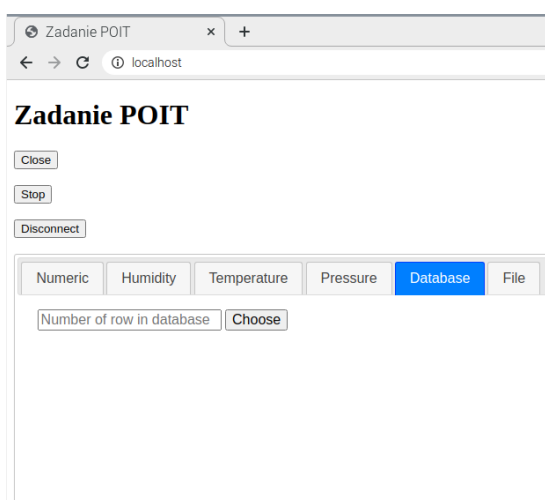 Zadanie POIT
localhost
Zadanie POIT
Close
Stop
Disconnect
Numeric Humidity Temperature Pressure Database File
Number of row in database Choose